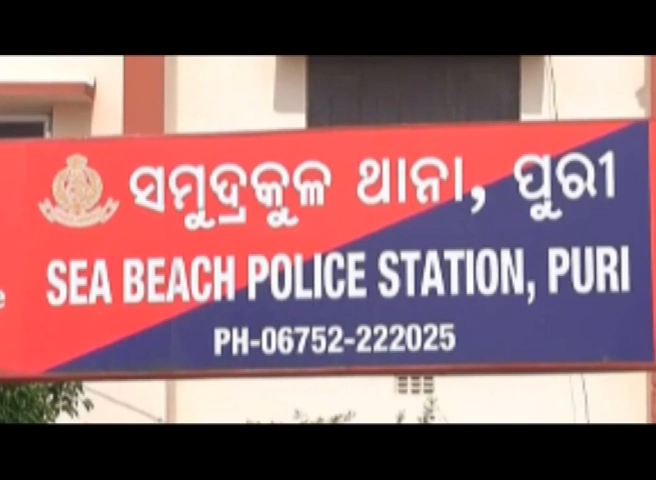 ସମୁଦ୍ରକୁଳ ଥାନା, ପୁରୀ
SEA BEACH POLICE STATION, PURI
PH-06752-222025